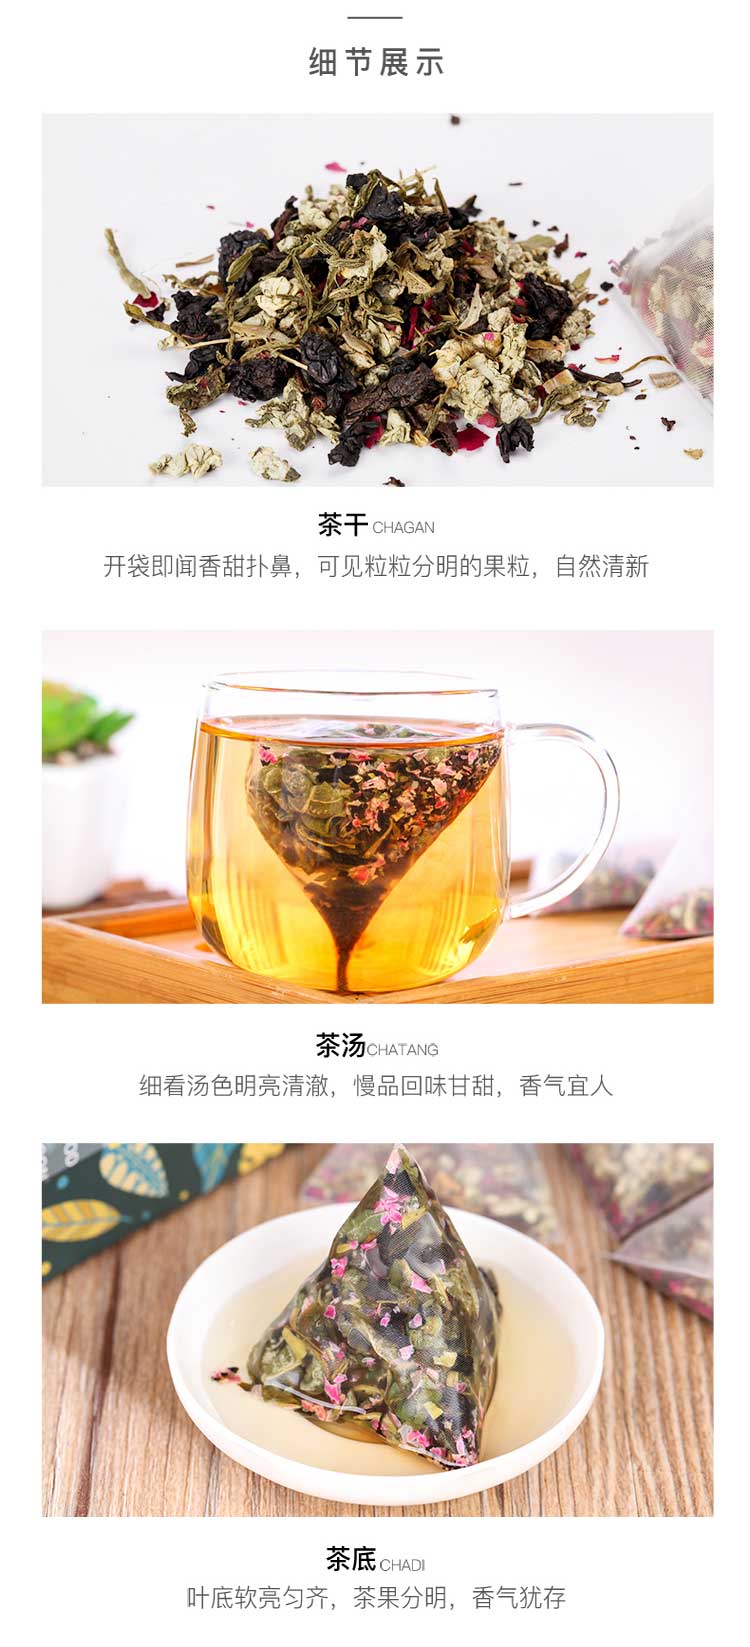 细节展示
茶干 CHAGAN
开袋即闻香甜扑鼻，可见粒粒分明的果粒，自然清新
茶汤CHATANG
细看汤色明亮清澈，慢品回味甘甜，香气宜人
茶底 CHADI
叶底软亮匀齐，茶果分明，香气犹存